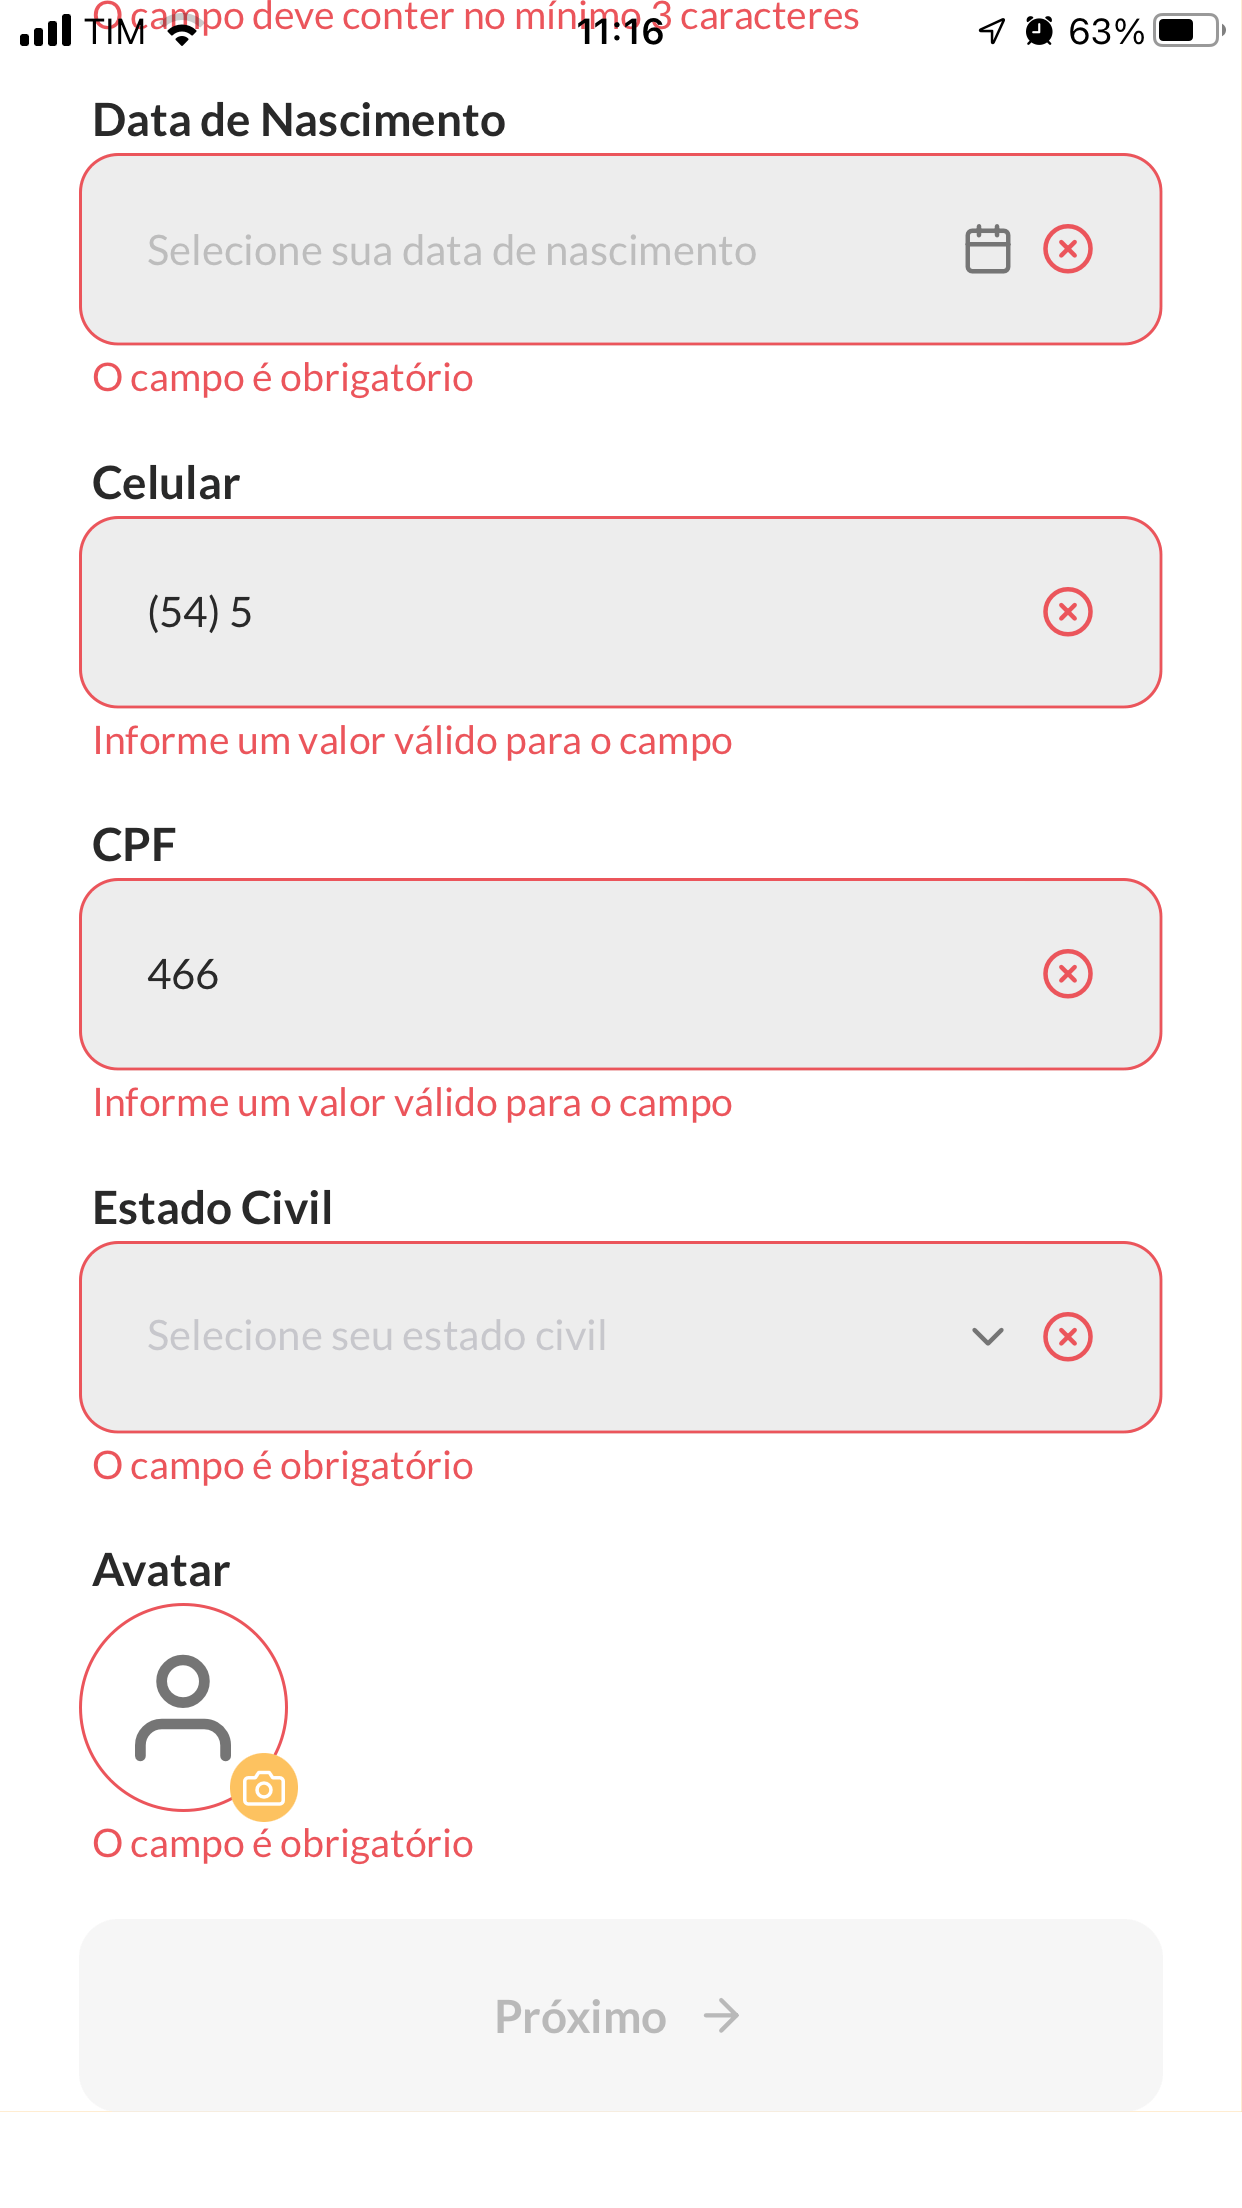 O campo deve conter no mínimo 3 caracteres
TIM 11:16 63%
Data de Nascimento
Selecione sua data de nascimento
O campo é obrigatório
Celular
(54) 5
Informe um valor válido para o campo
CPF
466
Informe um valor válido para o campo
Estado Civil
Selecione seu estado civil
O campo é obrigatório
Avatar
O campo é obrigatório
Próximo